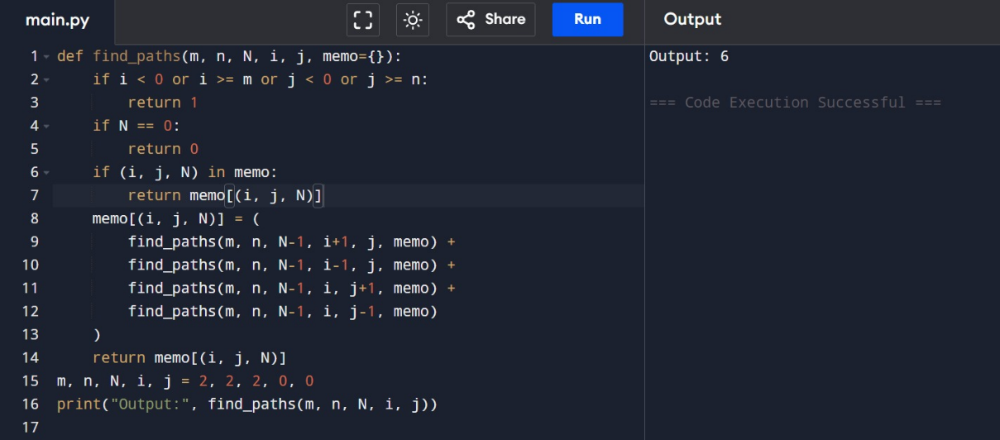 main.py Share Run Output
1 def find_paths(m, n, N, i, j, memo={}):
2     if i < 0 or i >= m or j < 0 or j >= n:
3         return 1
4     if N == 0:
5         return 0
6     if (i, j, N) in memo:
7         return memo[(i, j, N)]
8     memo[(i, j, N)] = (
9         find_paths(m, n, N-1, i+1, j, memo) +
10         find_paths(m, n, N-1, i-1, j, memo) +
11         find_paths(m, n, N-1, i, j+1, memo) +
12         find_paths(m, n, N-1, i, j-1, memo)
13     )
14     return memo[(i, j, N)]
15 m, n, N, i, j = 2, 2, 2, 0, 0
16 print("Output:", find_paths(m, n, N, i, j))
17
Output: 6
=== Code Execution Successful ===